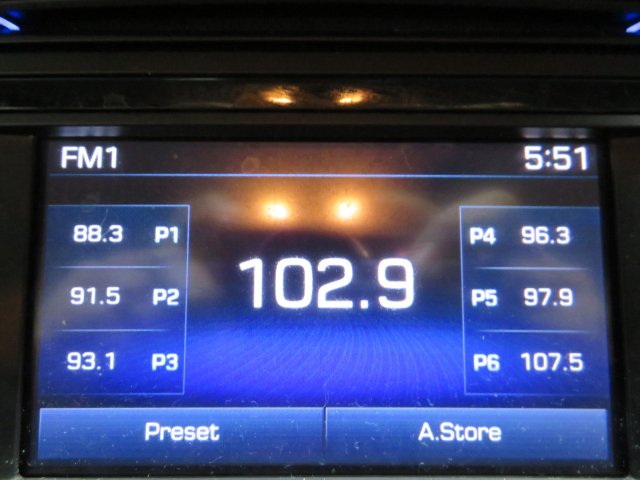 FM1 5:51
88.3 P1
91.5 P2
93.1 P3
102.9
P4 96.3
P5 97.9
P6 107.5
Preset A.Store